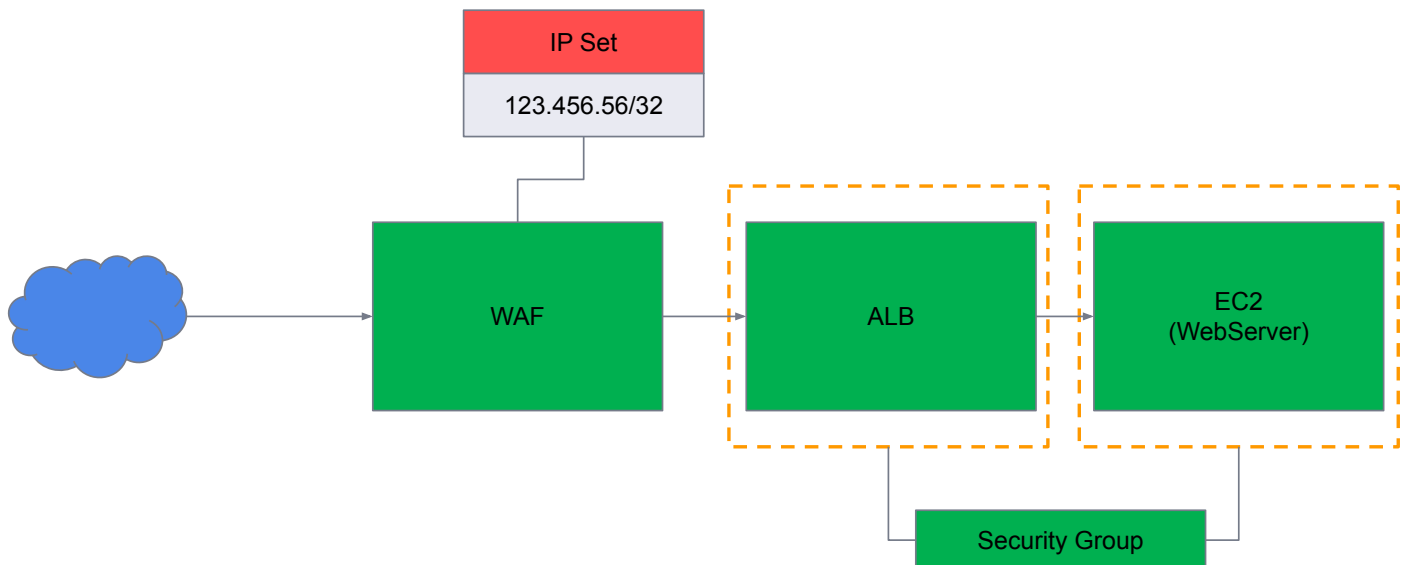 IP Set
123.456.56/32
WAF
ALB
EC2
(WebServer)
Security Group